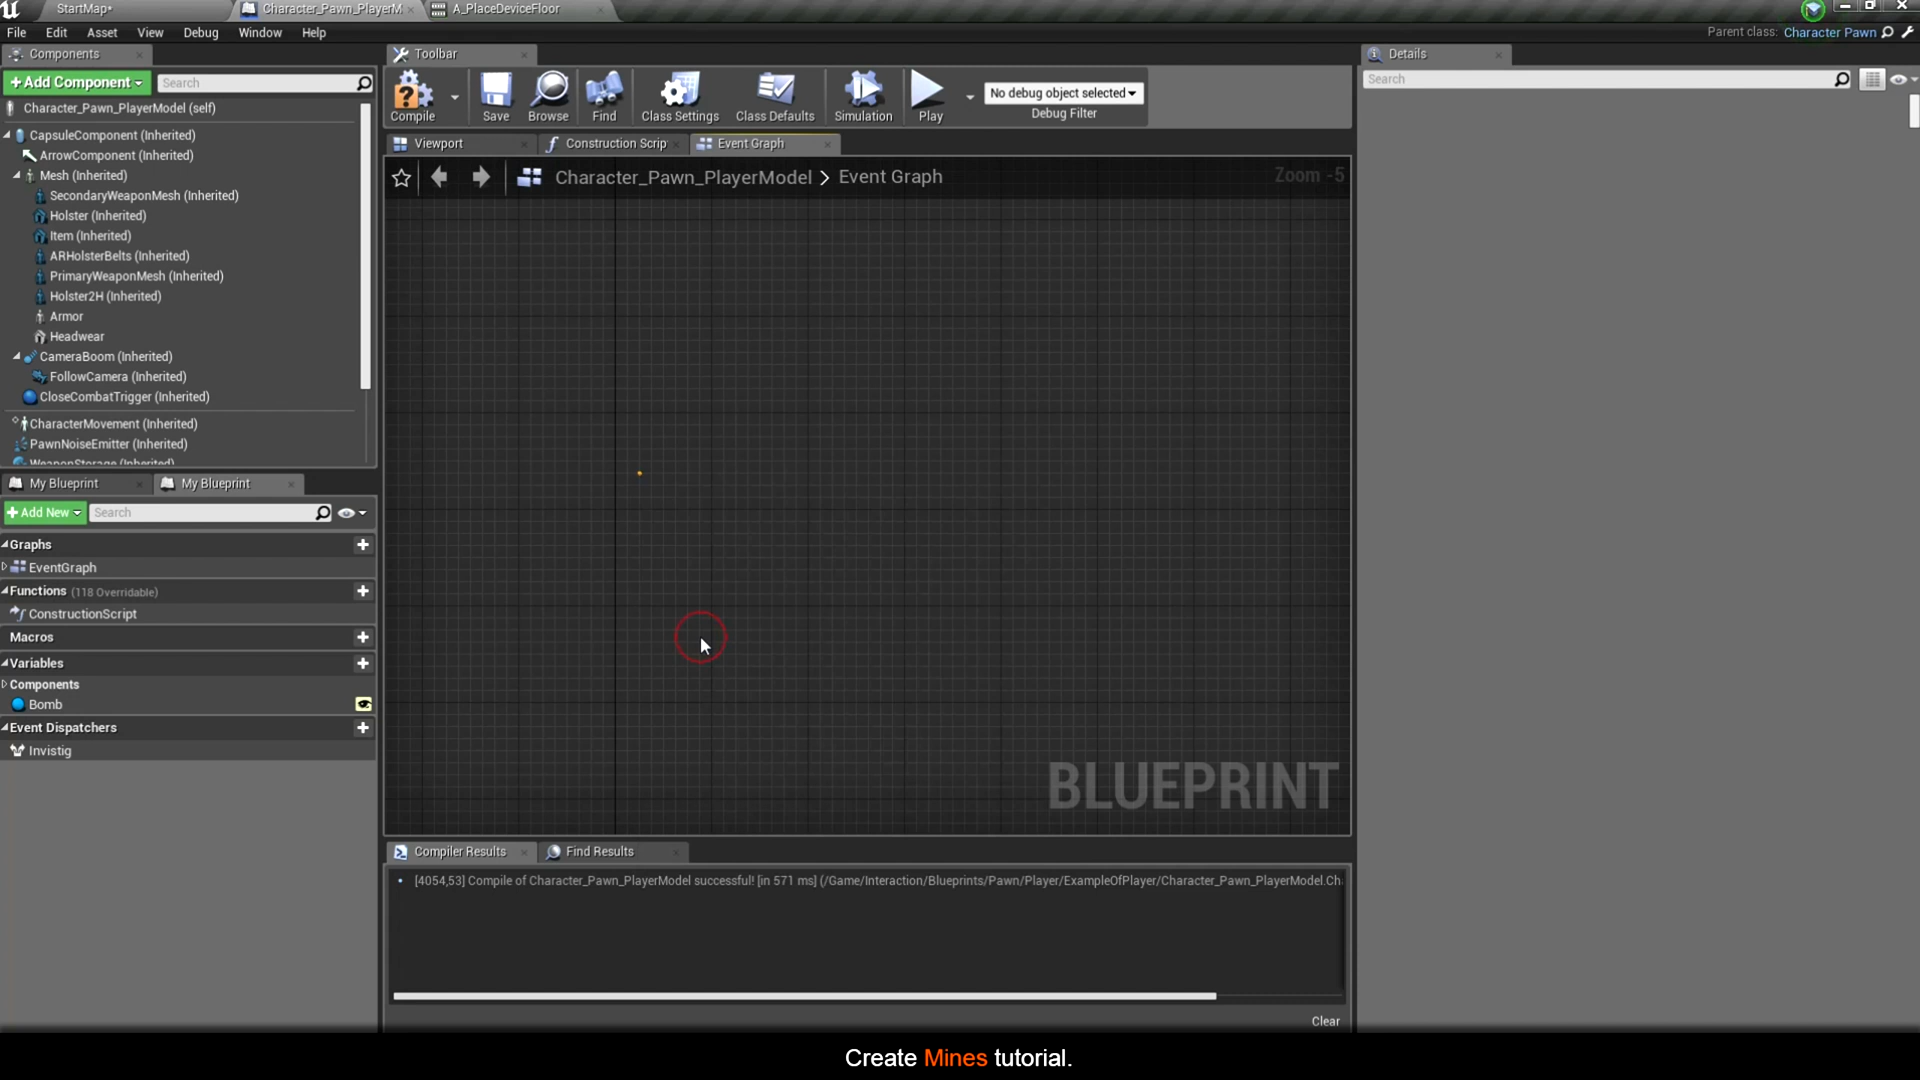 StartMap*
Character_Pawn_PlayerM
A_PlaceDeviceFloor
File Edit Asset View Debug Window Help
Parent class: Character Pawn
Components
Toolbar
Details
+Add Component
Search
Search
Character_Pawn_PlayerModel (self)
CapsuleComponent (Inherited)
ArrowComponent (Inherited)
Mesh (Inherited)
SecondaryWeaponMesh (Inherited)
Holster (Inherited)
Item (Inherited)
ARHolsterBelts (Inherited)
PrimaryWeaponMesh (Inherited)
Holster2H (Inherited)
Armor
Headwear
CameraBoom (Inherited)
FollowCamera (Inherited)
CloseCombatTrigger (Inherited)
CharacterMovement (Inherited)
PawnNoiseEmitter (Inherited)
WeaponStorage (Inherited)
Compile Save Browse Find Class Settings Class Defaults Simulation Play
No debug object selected
Debug Filter
Viewport
Construction Scrip
Event Graph
Character_Pawn_PlayerModel > Event Graph
Zoom -5
My Blueprint
My Blueprint
+Add New
Search
Graphs
EventGraph
Functions (118 Overridable)
ConstructionScript
Macros
Variables
Components
Bomb
Event Dispatchers
Invistig
BLUEPRINT
Compiler Results
Find Results
[4054,53] Compile of Character_Pawn_PlayerModel successful! [in 571 ms] (/Game/Interaction/Blueprints/Pawn/Player/ExampleOfPlayer/Character_Pawn_PlayerModel.Ch
Clear
Create Mines tutorial.